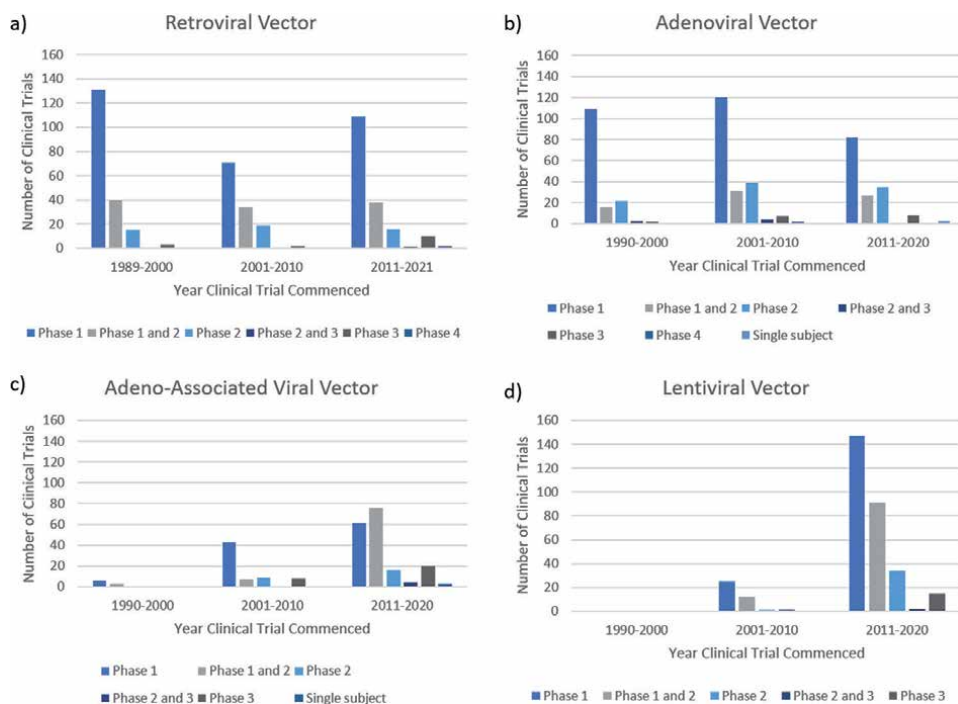 a)
Retroviral Vector
Number of Clinical Trials
160
140
120
100
80
60
40
20
0
1989-2000 2001-2010 2011-2021
Year Clinical Trial Commenced
Phase 1 Phase 1 and 2 Phase 2 Phase 2 and 3 Phase 3 Phase 4
b)
Adenoviral Vector
Number of Clinical Trials
160
140
120
100
80
60
40
20
0
1990-2000 2001-2010 2011-2020
Year Clinical Trial Commenced
Phase 1 Phase 1 and 2 Phase 2 Phase 2 and 3
Phase 3 Phase 4 Single subject
c)
Adeno-Associated Viral Vector
Number of Clinical Trials
160
140
120
100
80
60
40
20
0
1990-2000 2001-2010 2011-2020
Year Clinical Trial Commenced
Phase 1 Phase 1 and 2 Phase 2
Phase 2 and 3 Phase 3 Single subject
d)
Lentiviral Vector
Number of Clinical Trials
160
140
120
100
80
60
40
20
0
1990-2000 2001-2010 2011-2020
Year Clinical Trial Commenced
Phase 1 Phase 1 and 2 Phase 2 Phase 2 and 3 Phase 3